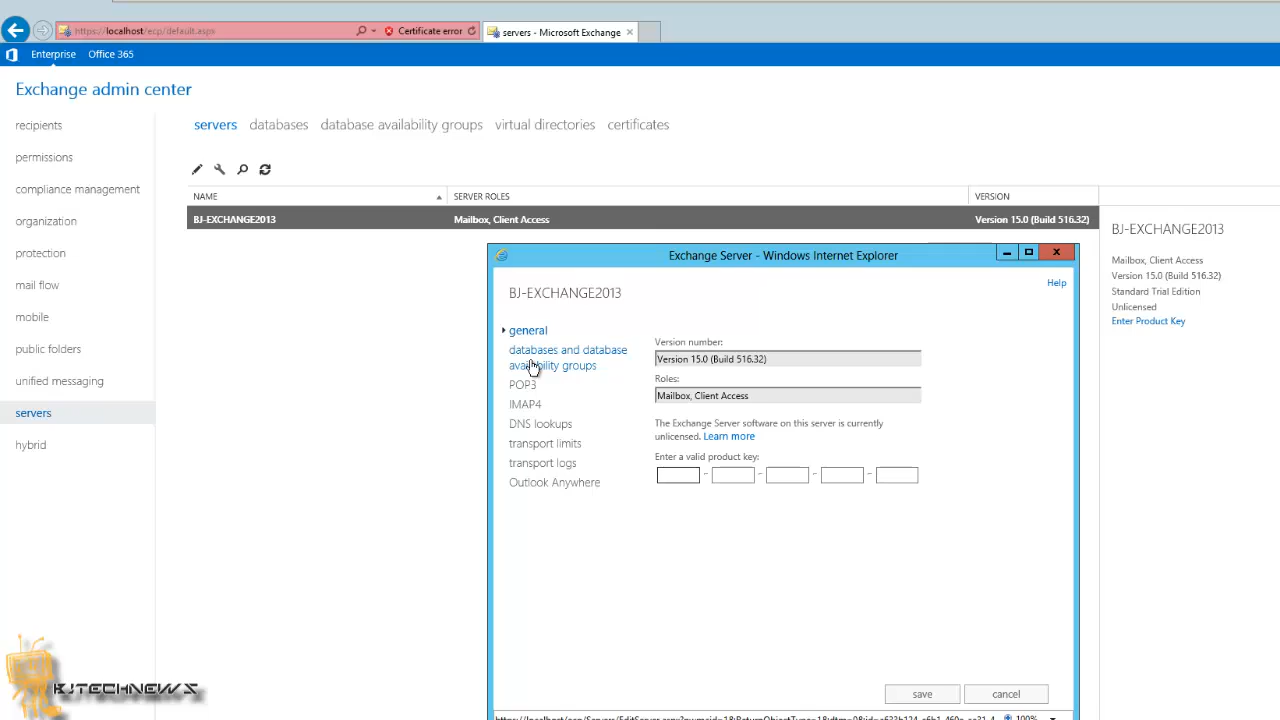 https://localhost/ecp/default.aspx
Certificate error
servers - Microsoft Exchange
Enterprise Office 365
Exchange admin center
recipients
permissions
compliance management
organization
protection
mail flow
mobile
public folders
unified messaging
servers
hybrid
servers databases database availability groups virtual directories certificates
NAME SERVER ROLES VERSION
BJ-EXCHANGE2013 Mailbox, Client Access Version 15.0 (Build 516.32)
BJ-EXCHANGE2013
Mailbox, Client Access
Version 15.0 (Build 516.32)
Standard Trial Edition
Unlicensed
Enter Product Key
Exchange Server - Windows Internet Explorer
Help
BJ-EXCHANGE2013
general
databases and database
availability groups
POP3
IMAP4
DNS lookups
transport limits
transport logs
Outlook Anywhere
Version number:
Version 15.0 (Build 516.32)
Roles:
Mailbox, Client Access
The Exchange Server software on this server is currently
unlicensed. Learn more
Enter a valid product key:
- - - -
save cancel
100%
BJTECHNEWS